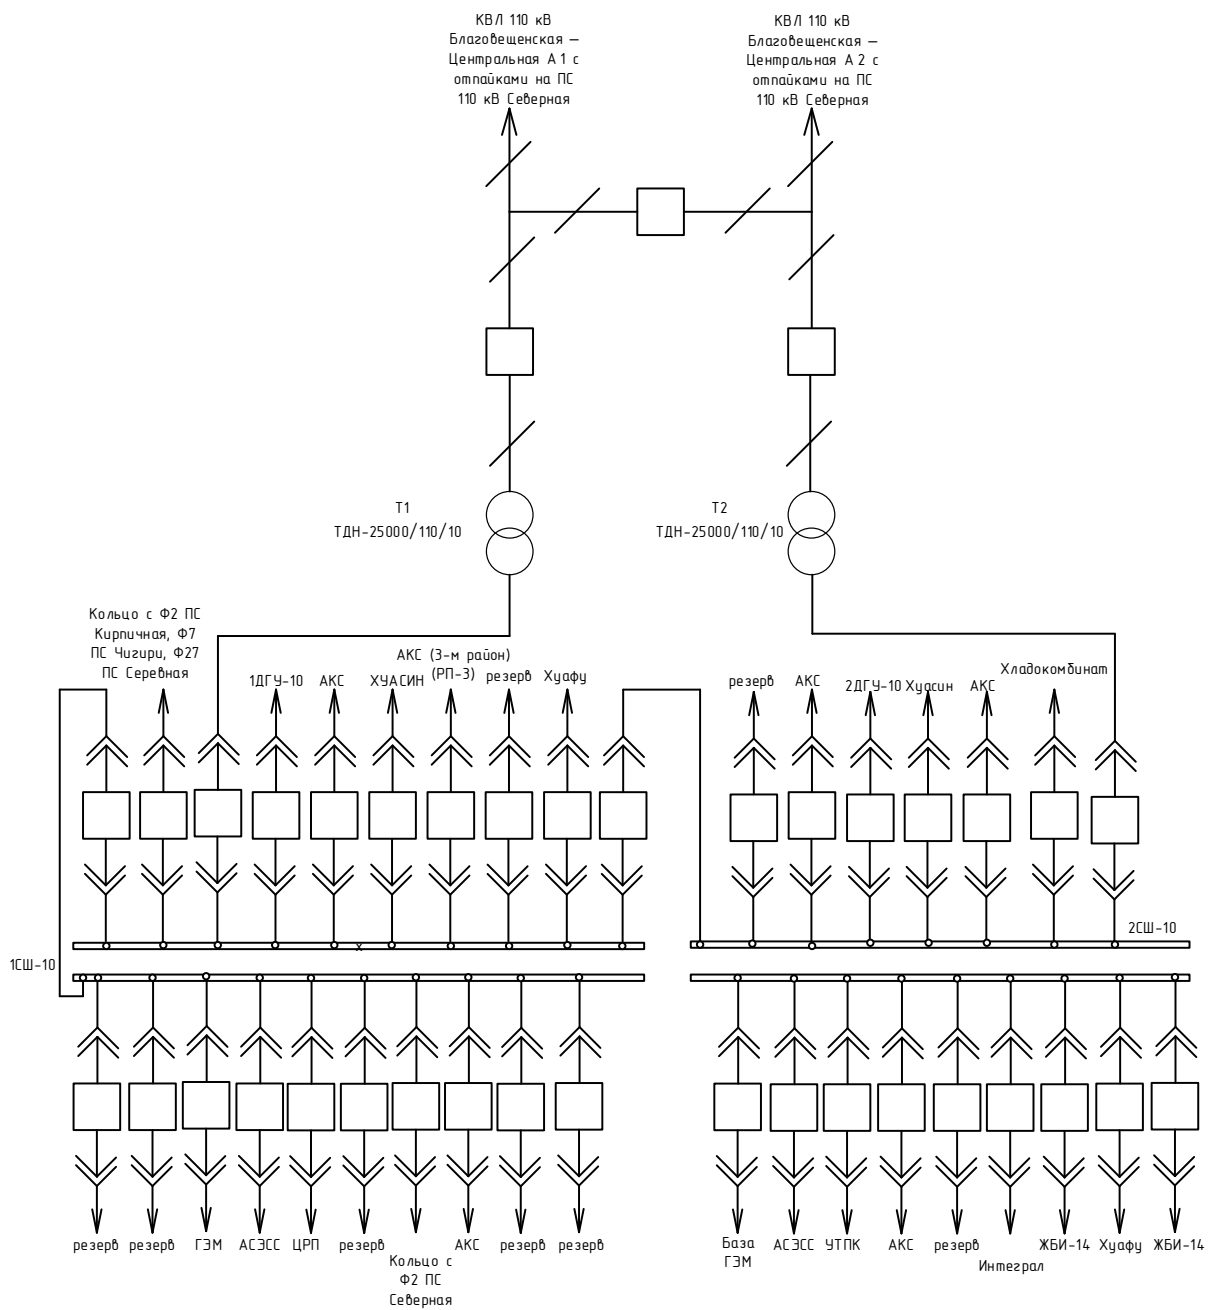 КВЛ 110 кВ
Благовещенская –
Центральная А 1 с
отпайками на ПС
110 кВ Северная
КВЛ 110 кВ
Благовещенская –
Центральная А 2 с
отпайками на ПС
110 кВ Северная
Т1
ТДН-25000/110/10
Т2
ТДН-25000/110/10
Кольцо с Ф2 ПС
Кирпичная, Ф7
ПС Чигири, Ф27
ПС Серевная
1ДГУ-10
АКС
ХУАСИН
АКС (3-м район)
(РП-3)
резерв
Хуафу
резерв
АКС
2ДГУ-10
Хуасин
АКС
Хладокомбинат
х
2СШ-10
1СШ-10
резерв
резерв
ГЭМ
АСЭСС
ЦРП
резерв
Кольцо с
Ф2 ПС
Северная
АКС
резерв
резерв
База
ГЭМ
АСЭСС
УТПК
АКС
резерв
Интеграл
ЖБИ-14
Хуафу
ЖБИ-14